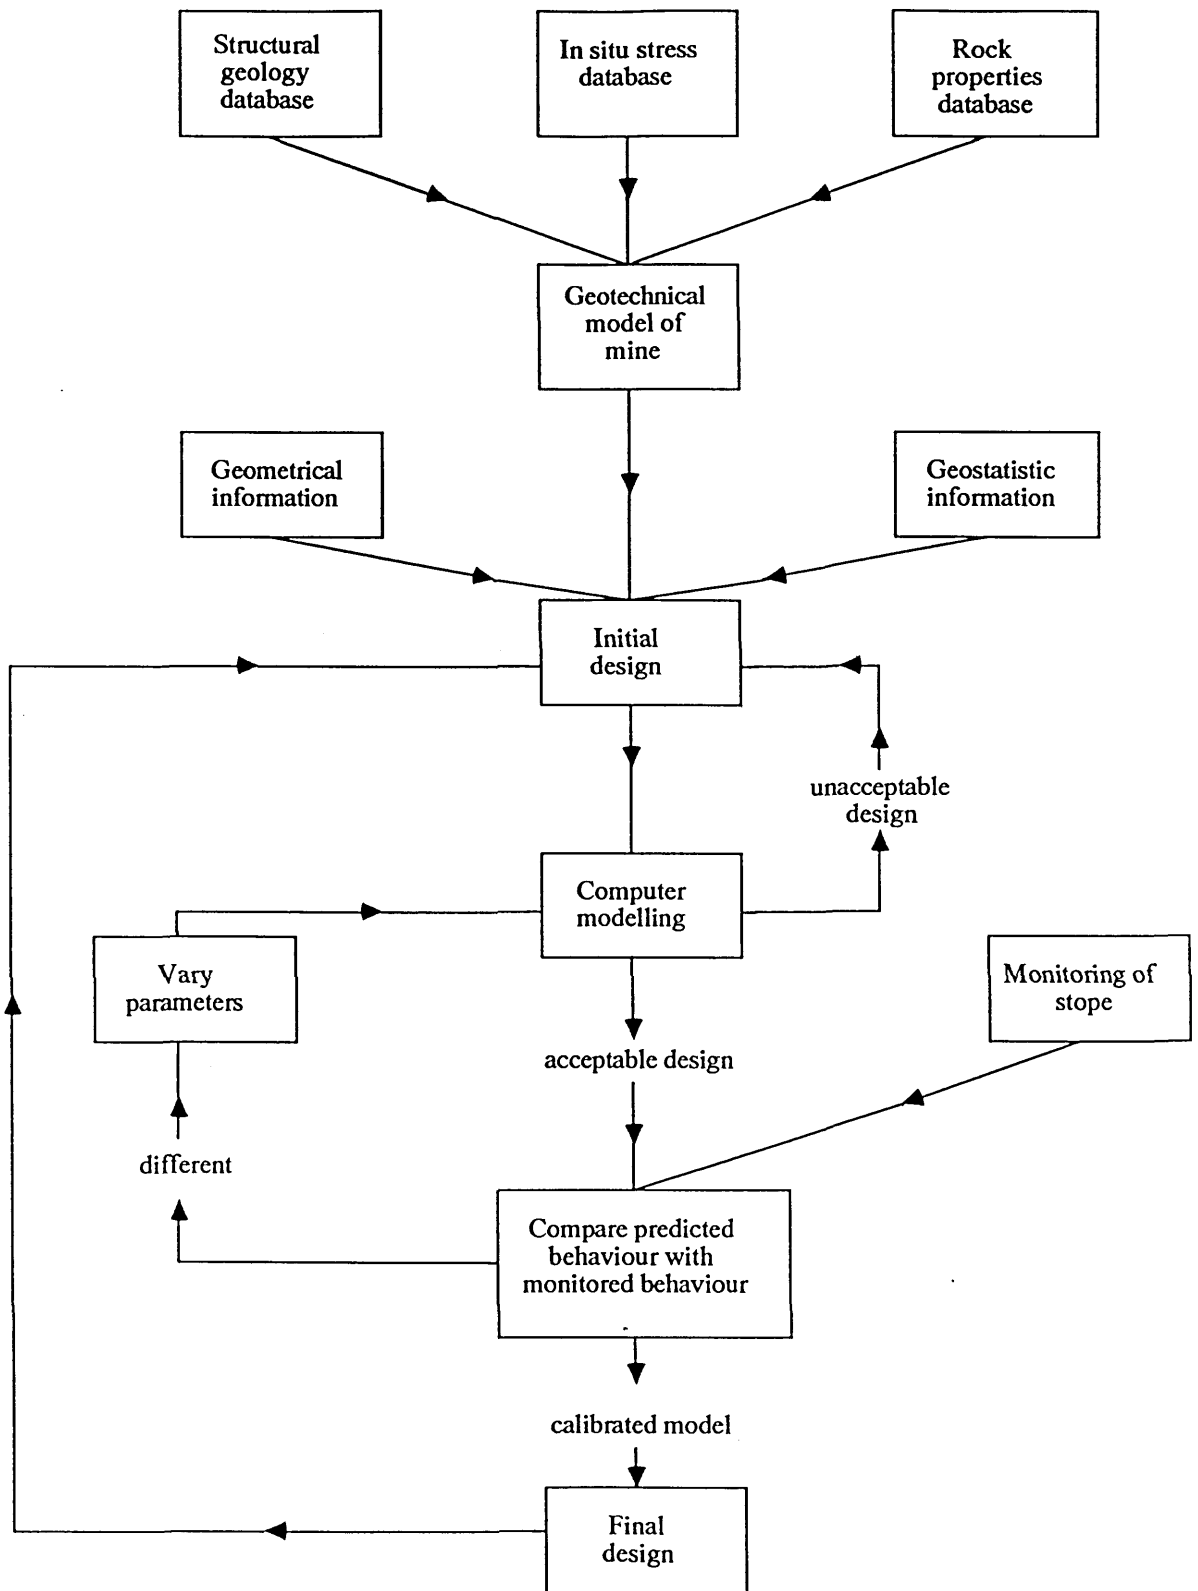 Structural
geology
database
In situ stress
database
Rock
properties
database
Geotechnical
model of
mine
Geometrical
information
Geostatistic
information
Initial
design
unacceptable
design
Computer
modelling
Vary
parameters
Monitoring of
stope
acceptable design
different
Compare predicted
behaviour with
monitored behaviour
calibrated model
Final
design